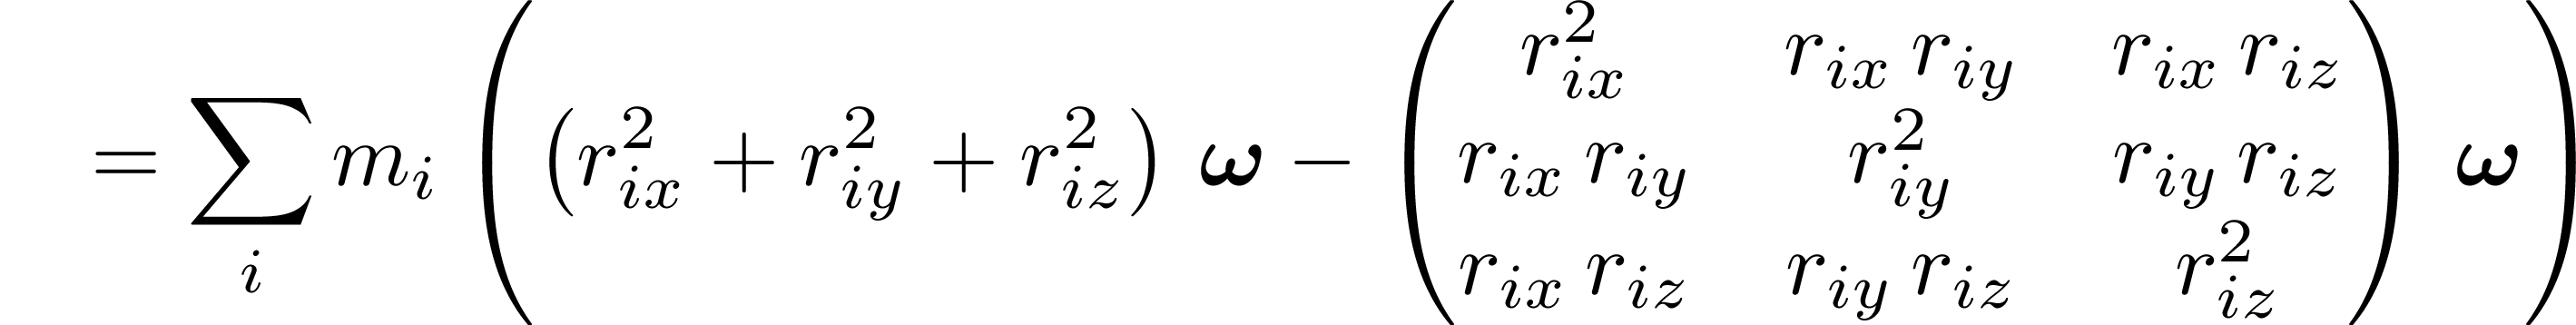 $$= \sum_i m_i \left( \left( r_{ix}^2 + r_{iy}^2 + r_{iz}^2 \right) \boldsymbol{\omega} - \begin{pmatrix} r_{ix}^2 & r_{ix}\, r_{iy} & r_{ix}\, r_{iz} \\ r_{ix}\, r_{iy} & r_{iy}^2 & r_{iy}\, r_{iz} \\ r_{ix}\, r_{iz} & r_{iy}\, r_{iz} & r_{iz}^2 \end{pmatrix} \boldsymbol{\omega} \right)$$